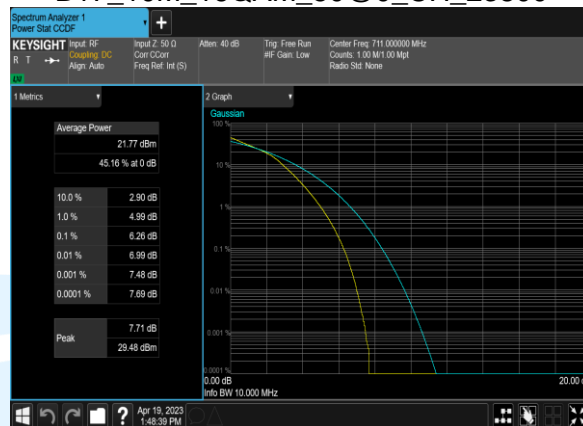 Spectrum Analyzer 1
Power Stat CCDF
KEYSIGHT
R T
LW
Input: RF
Coupling: DC
Align: Auto
Input Z: 50 Ω
Corr CCorr
Freq Ref: Int (S)
Atten: 40 dB
Trig: Free Run
#IF Gain: Low
Center Freq: 711.000000 MHz
Counts: 1.00 M/1.00 Mpt
Radio Std: None
1 Metrics
Average Power
21.77 dBm
45.16 % at 0 dB
10.0 % 2.90 dB
1.0 % 4.99 dB
0.1 % 6.26 dB
0.01 % 6.99 dB
0.001 % 7.48 dB
0.0001 % 7.69 dB
Peak
7.71 dB
29.48 dBm
2 Graph
Gaussian
100 %
10 %
1 %
0.1 %
0.01 %
0.001 %
0.0001 %
0.00 dB
20.00
Info BW 10.000 MHz
?
Apr 19, 2023
1:48:39 PM